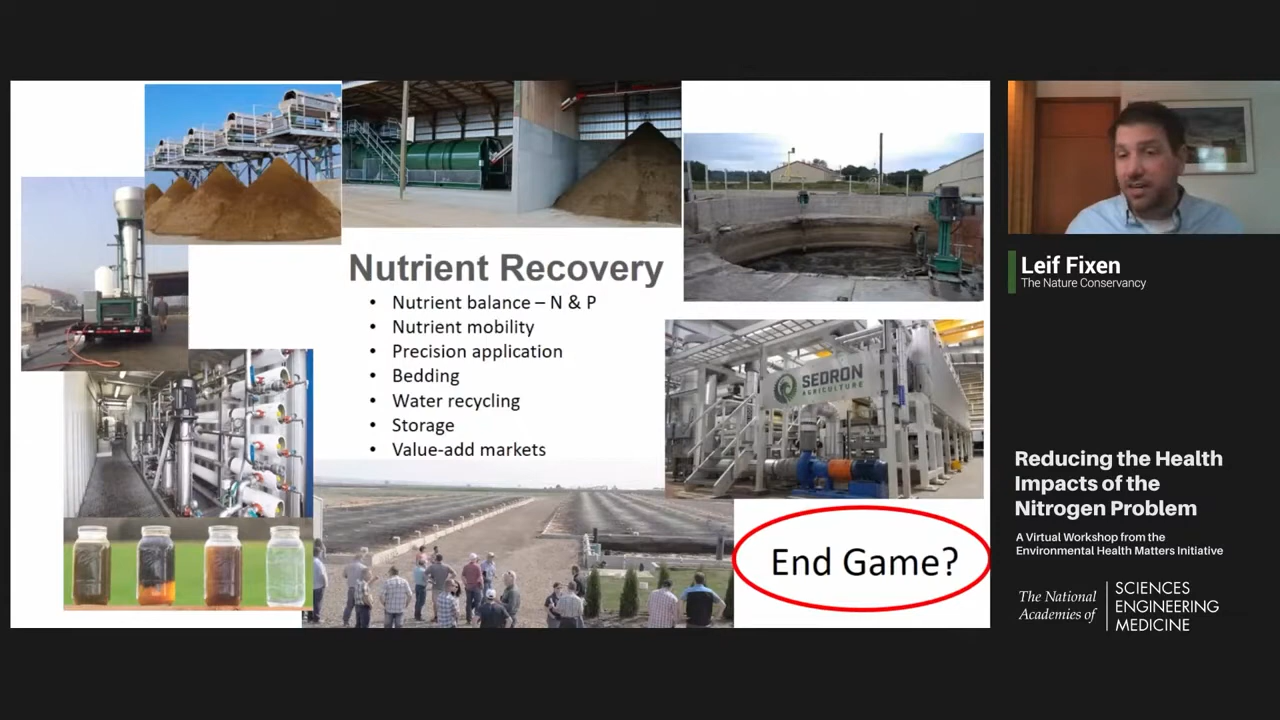 Nutrient Recovery
• Nutrient balance – N & P
• Nutrient mobility
• Precision application
• Bedding
• Water recycling
• Storage
• Value-add markets
SEDRON
AGRICULTURE
End Game?
Leif Fixen
The Nature Conservancy
Reducing the Health
Impacts of the
Nitrogen Problem
A Virtual Workshop from the
Environmental Health Matters Initiative
The National
Academies of
SCIENCES
ENGINEERING
MEDICINE